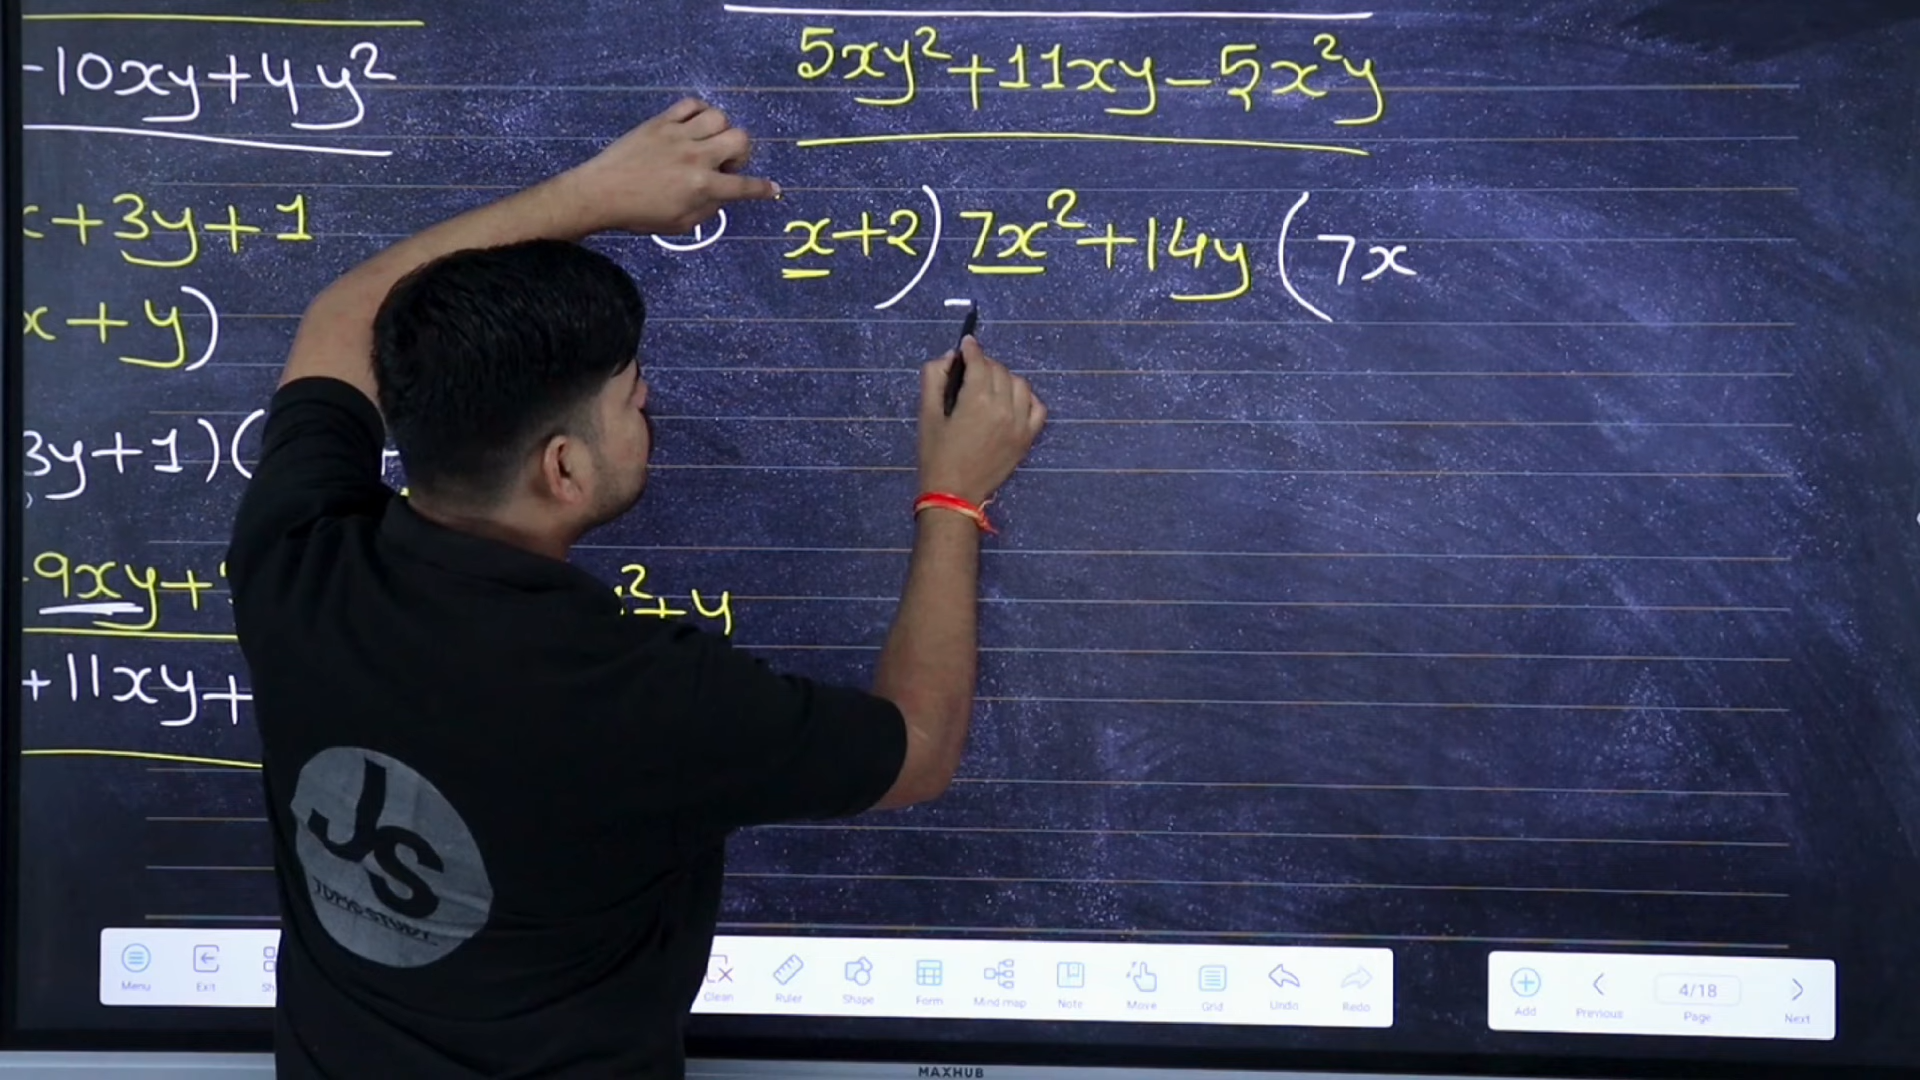 -10xy+4y²
x+3y+1
x+y)
3y+1)(
9xy+
+11xy+
5xy²+11xy-5x²y
x+2)7x²+14y(7x
²+y
JS
Menu
Exit
Clean
Ruler
Shape
Form
Mind map
Note
Move
Grid
Undo
Redo
Add
Previous
4/18
Page
Next
MAXHUB